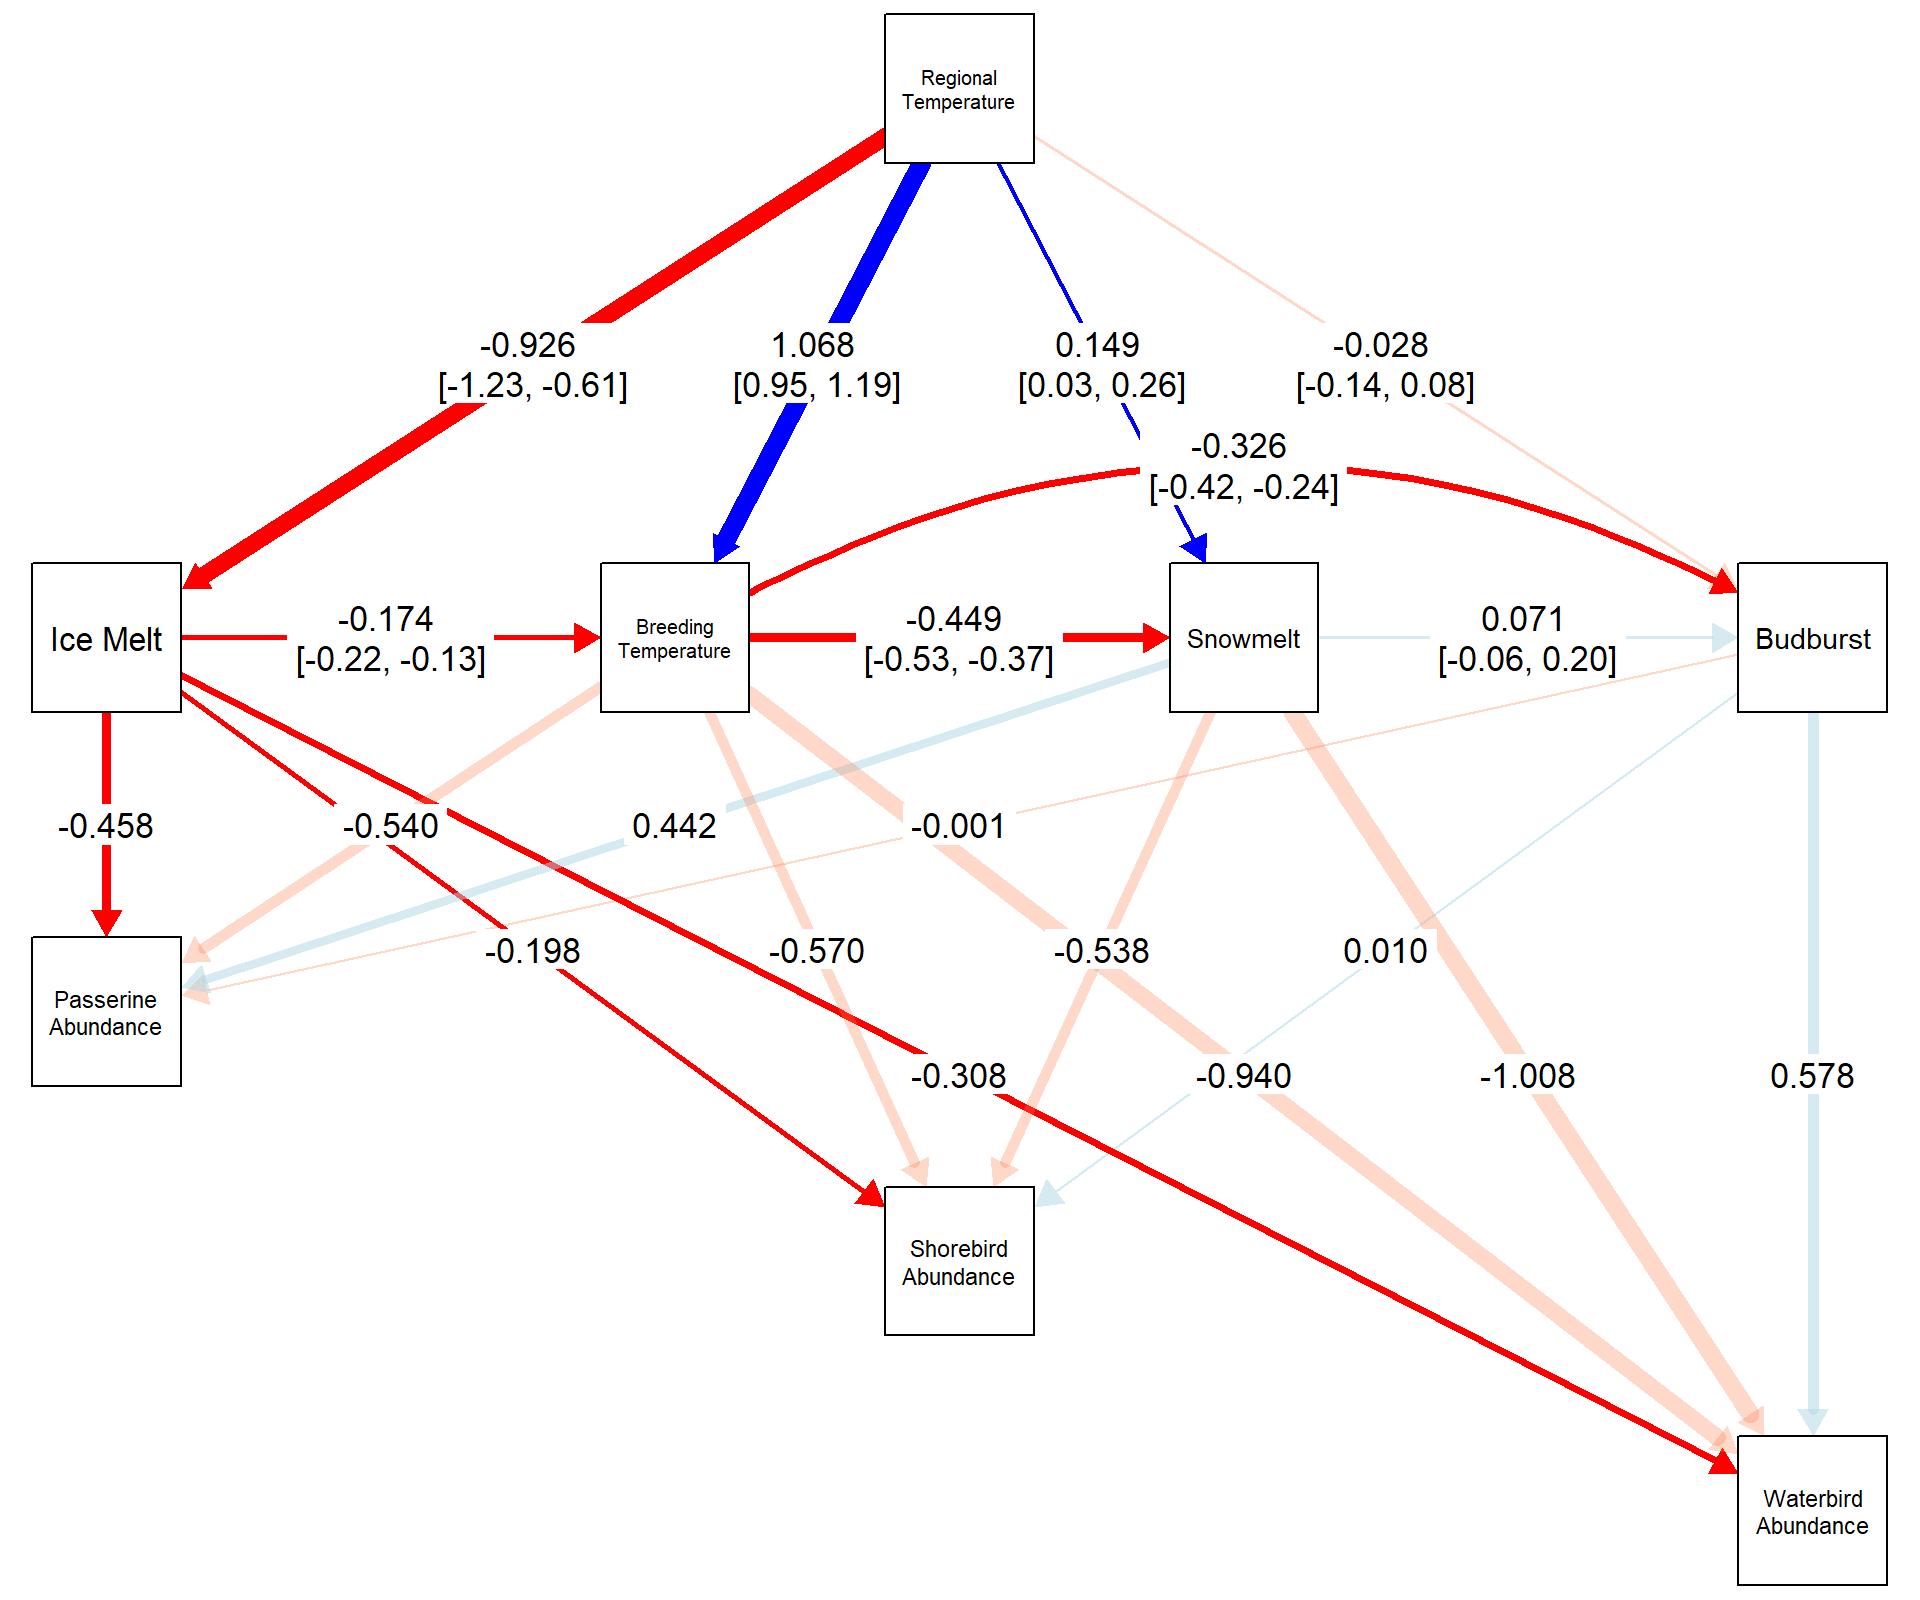 Regional
Temperature
-0.926
[-1.23, -0.61]
1.068
[0.95, 1.19]
0.149
[0.03, 0.26]
-0.028
[-0.14, 0.08]
-0.326
[-0.42, -0.24]
Ice Melt
-0.174
[-0.22, -0.13]
Breeding
Temperature
-0.449
[-0.53, -0.37]
Snowmelt
0.071
[-0.06, 0.20]
Budburst
-0.458
-0.540
0.442
-0.001
-0.198
-0.570
-0.538
0.010
Passerine
Abundance
-0.308
-0.940
-1.008
0.578
Shorebird
Abundance
Waterbird
Abundance